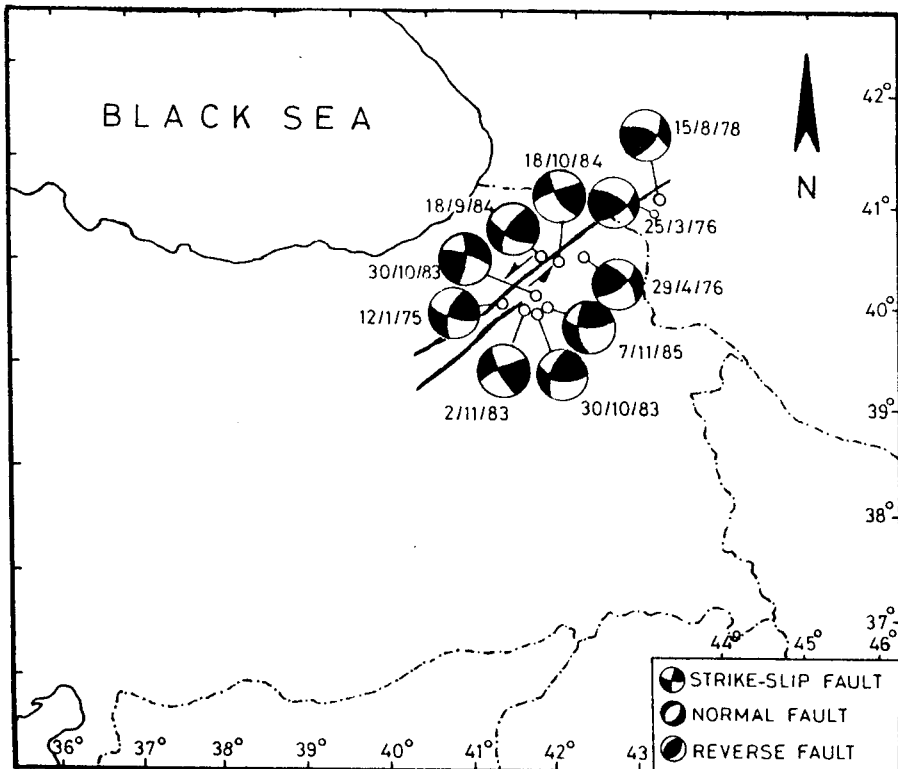 BLACK SEA
42°
15/8/78
18/10/84
N
18/9/84
41°
25/3/76
30/10/83
29/4/76
12/1/75
40°
7/11/85
2/11/83
30/10/83
39°
38°
37°
44° 45° 46°
36° 37° 38° 39° 40° 41° 42° 43
STRIKE-SLIP FAULT
NORMAL FAULT
REVERSE FAULT